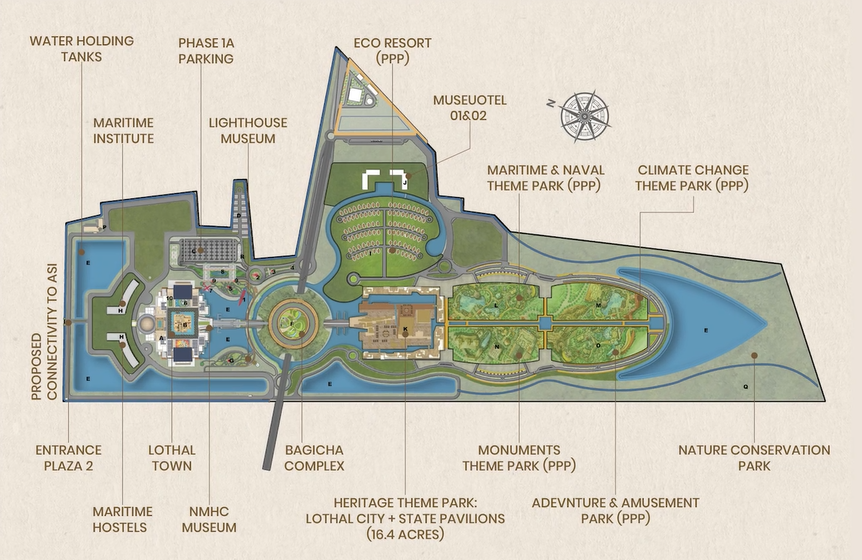 WATER HOLDING
TANKS
PHASE 1A
PARKING
ECO RESORT
(PPP)
MUSEUOTEL
01&02
N
MARITIME
INSTITUTE
LIGHTHOUSE
MUSEUM
MARITIME & NAVAL
THEME PARK (PPP)
CLIMATE CHANGE
THEME PARK (PPP)
PROPOSED
CONNECTIVITY TO ASI
E
H
H
E
A
E
E
G
E
J
K
L
M
N
O
E
Q
ENTRANCE
PLAZA 2
LOTHAL
TOWN
BAGICHA
COMPLEX
MONUMENTS
THEME PARK (PPP)
NATURE CONSERVATION
PARK
MARITIME
HOSTELS
NMHC
MUSEUM
HERITAGE THEME PARK:
LOTHAL CITY + STATE PAVILIONS
(16.4 ACRES)
ADEVNTURE & AMUSEMENT
PARK (PPP)